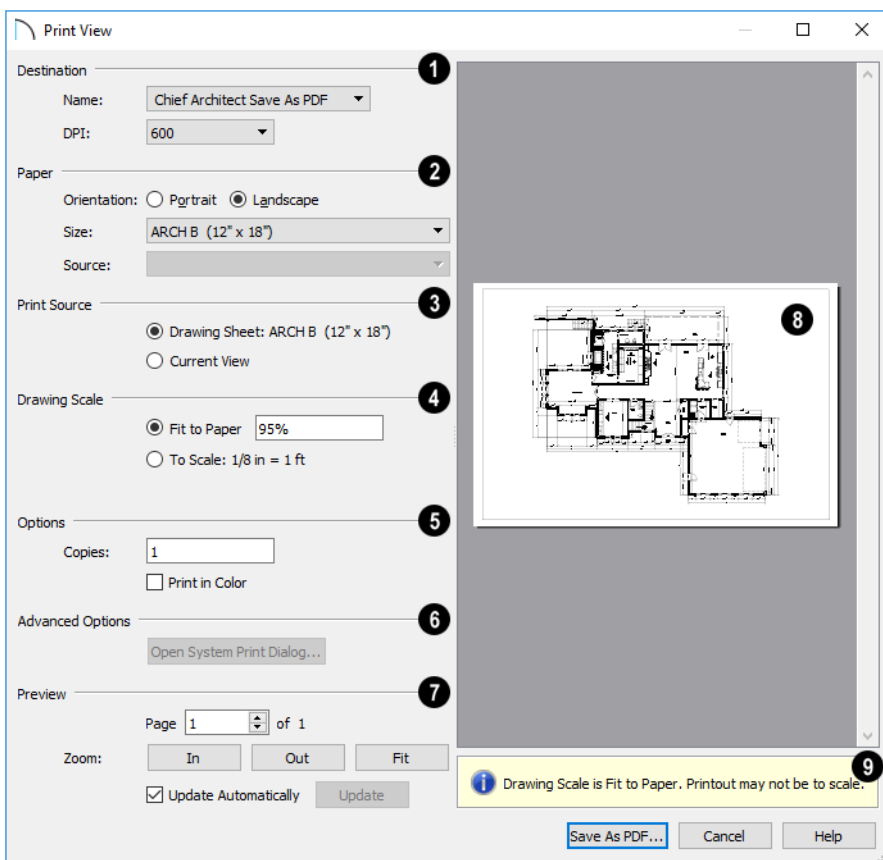 Print View
Destination 1
Name: Chief Architect Save As PDF
DPI: 600
Paper 2
Orientation: Portrait Landscape
Size: ARCH B (12" x 18")
Source:
Print Source 3
Drawing Sheet: ARCH B (12" x 18")
Current View
Drawing Scale 4
Fit to Paper 95%
To Scale: 1/8 in = 1 ft
Options 5
Copies: 1
Print in Color
Advanced Options 6
Open System Print Dialog...
Preview 7
Page 1 of 1
Zoom: In Out Fit
Update Automatically Update
8
9
Drawing Scale is Fit to Paper. Printout may not be to scale.
Save As PDF... Cancel Help